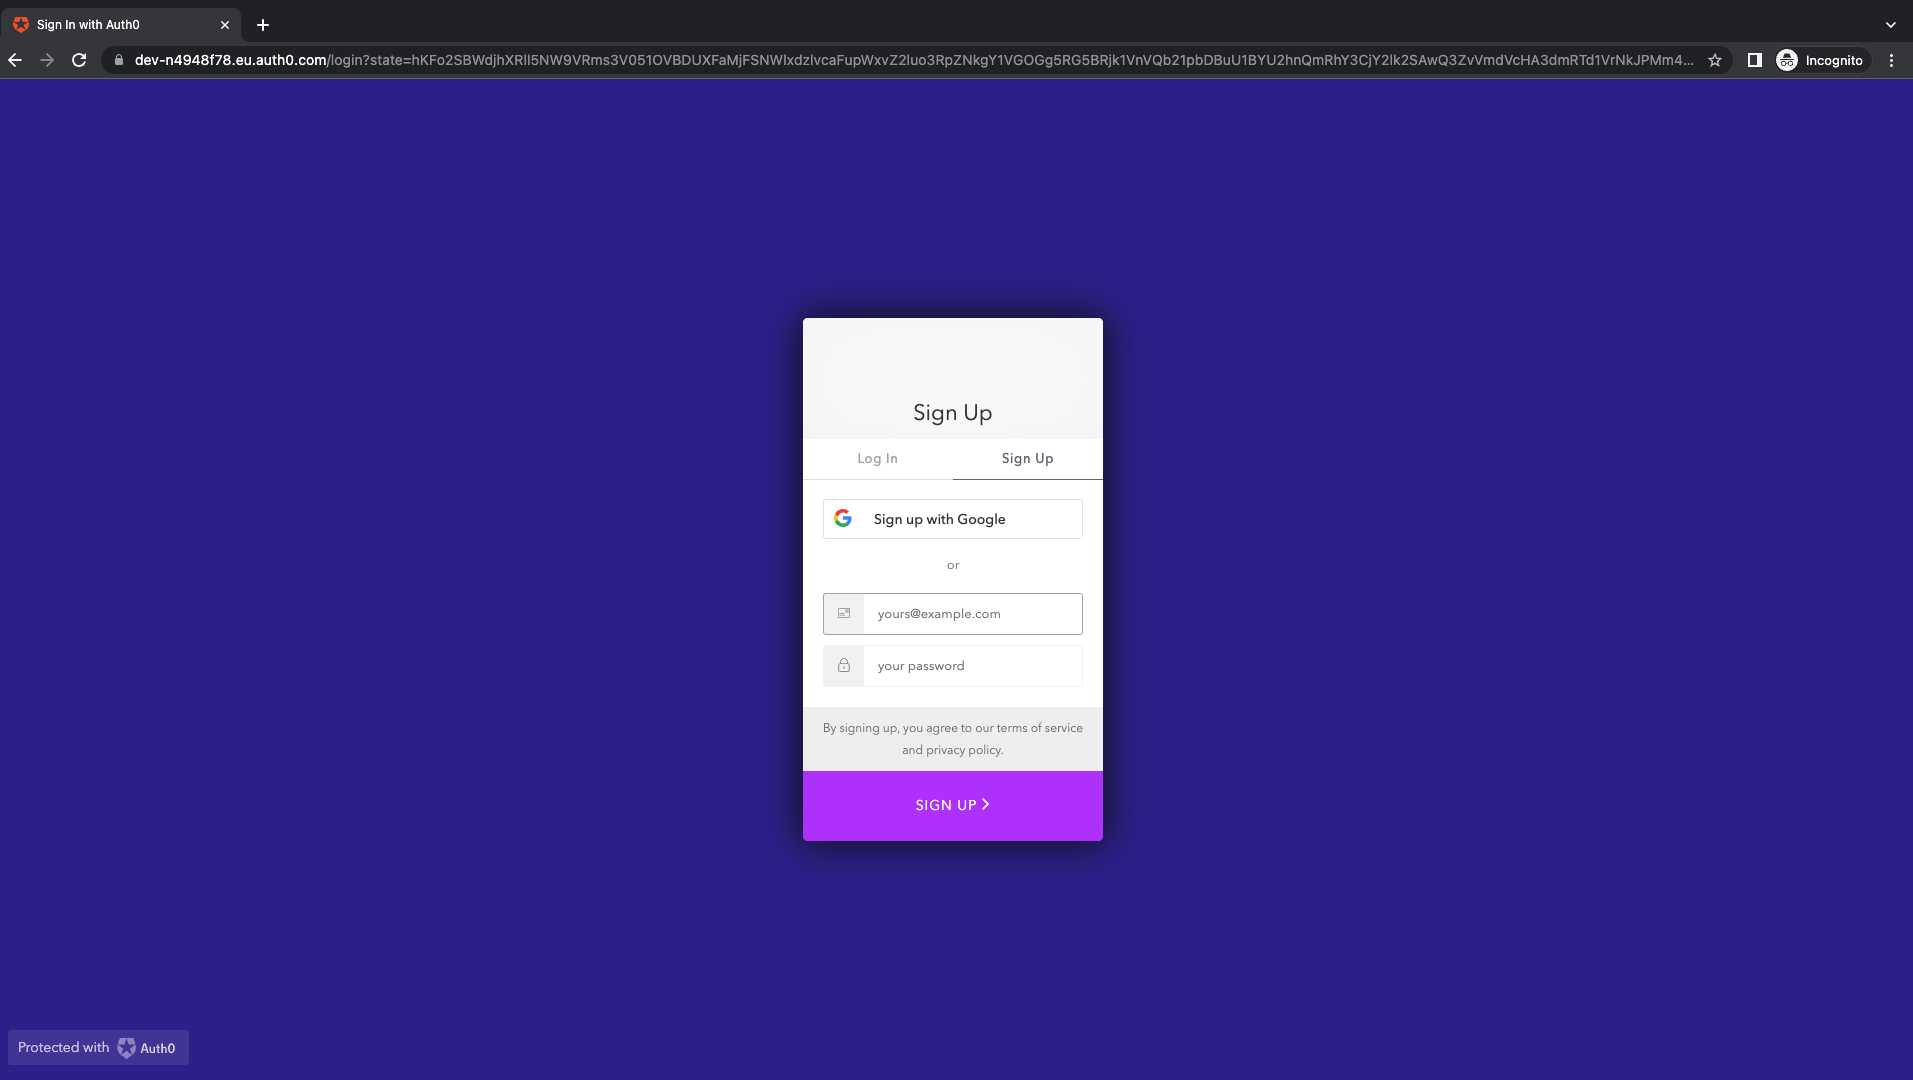 Sign In with Auth0
dev-n4948f78.eu.auth0.com/login?state=hKFo2SBWdjhXRll5NW9VRms3V051OVBDUXFaMjFSNWlxdzlvcaFupWxvZ2luo3RpZNkgY1VGOGg5RG5BRjk1VnVQb21pbDBuU1BYU2hnQmRhY3CjY2lk2SAwQ3ZvVmdVcHA3dmRTd1VrNkJPMm4...
Incognito
Sign Up
Log In
Sign Up
Sign up with Google
or
yours@example.com
your password
By signing up, you agree to our terms of service
and privacy policy.
SIGN UP
Protected with Auth0